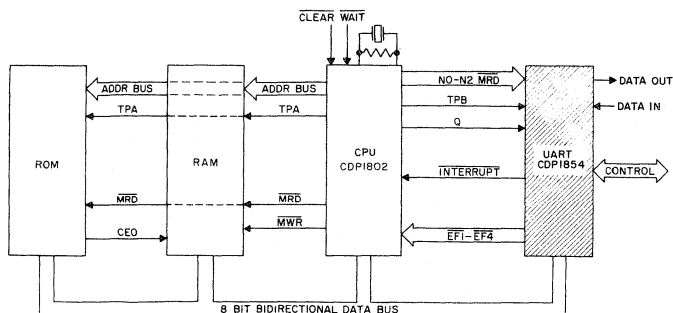 CLEAR WAIT
ADDR BUS
ADDR BUS
NO-N2 MRD
DATA OUT
TPA
TPA
TPB
DATA IN
Q
ROM
RAM
CPU
CDP1802
UART
CDP1854
INTERRUPT
CONTROL
MRD
MRD
MWR
CEO
EF1-EF4
8 BIT BIDIRECTIONAL DATA BUS